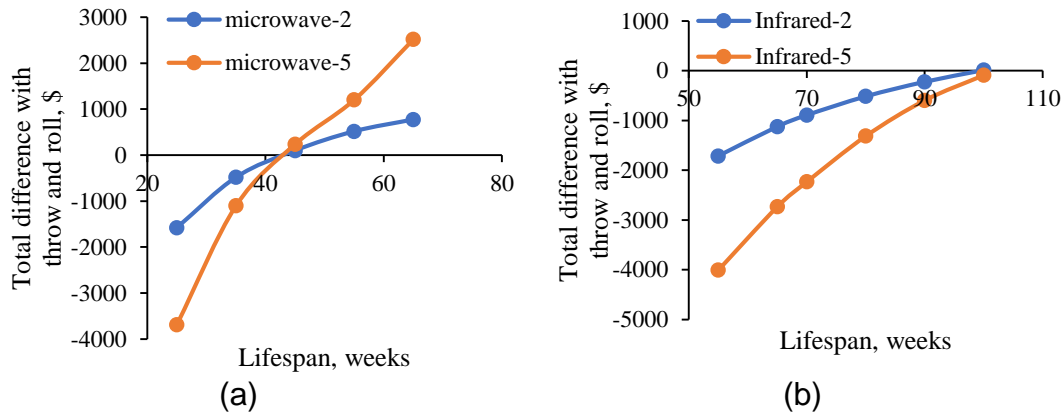 Total difference with
throw and roll, $
3000
2000
1000
0
-1000
-2000
-3000
-4000
microwave-2
microwave-5
20
40
60
80
Lifespan, weeks
(a)
Total difference with
throw and roll, $
1000
0
-1000
-2000
-3000
-4000
-5000
Infrared-2
Infrared-5
50
70
90
110
Lifespan, weeks
(b)